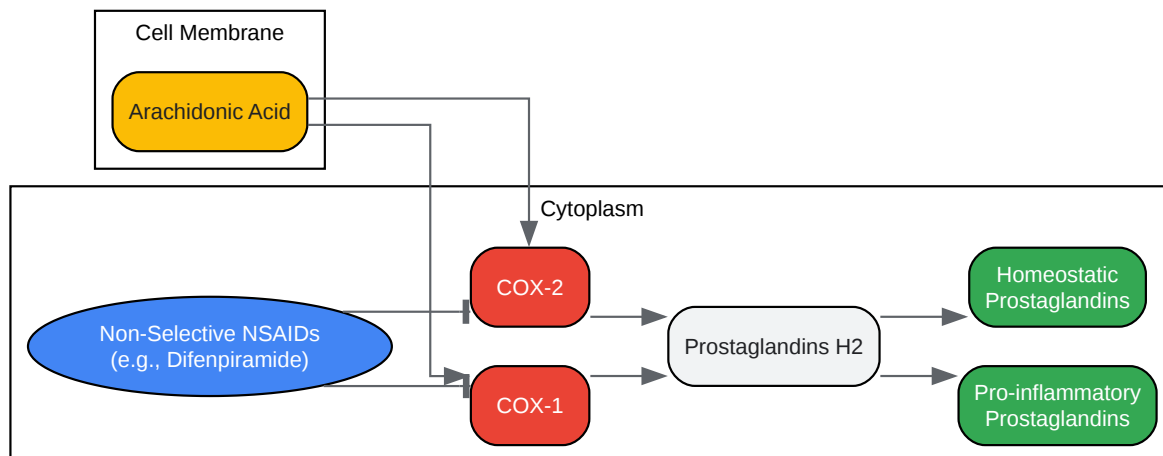 Cell Membrane
Arachidonic Acid
Cytoplasm
COX-2
Homeostatic
Prostaglandins
Non-Selective NSAIDs
(e.g., Difenpiramide)
Prostaglandins H2
COX-1
Pro-inflammatory
Prostaglandins